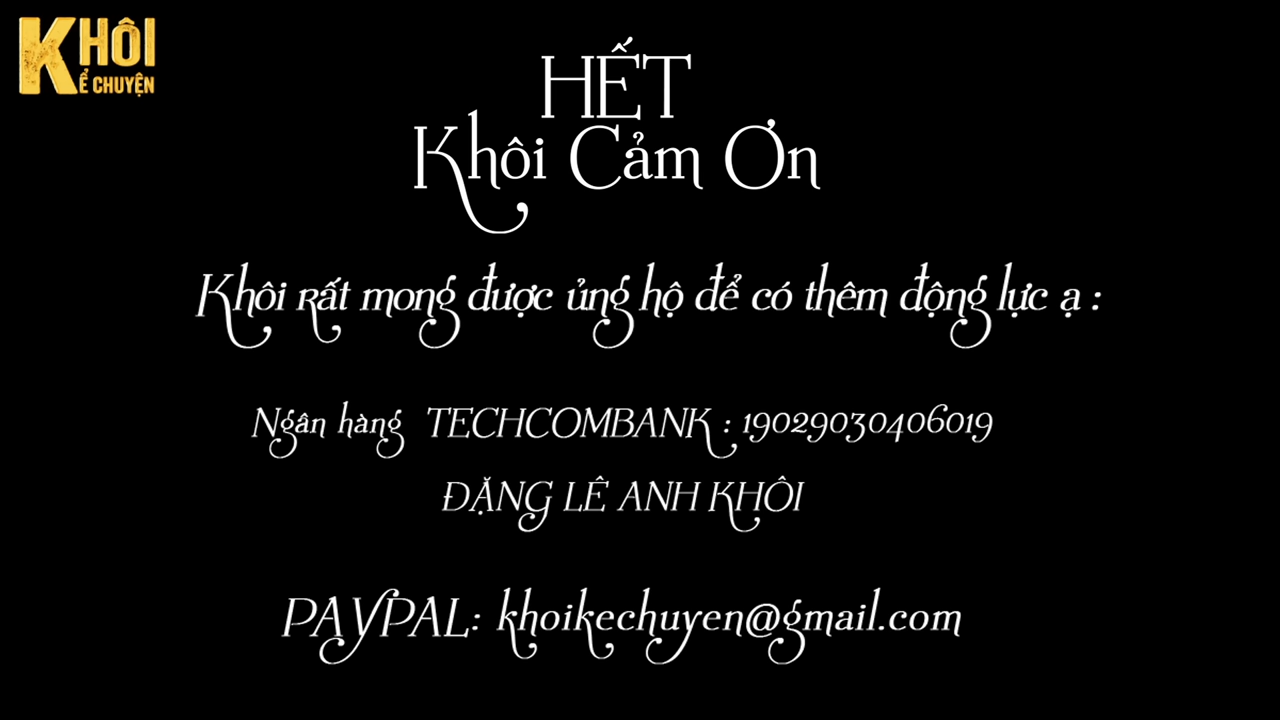 KHÔI
Ể CHUYỆN
HẾT
Khôi Cảm Ơn
Khôi rất mong được ủng hộ để có thêm động lực ạ :
Ngân hàng TECHCOMBANK : 19029030406019
ĐẶNG LÊ ANH KHÔI
PAYPAL: khoikechuyen@gmail.com